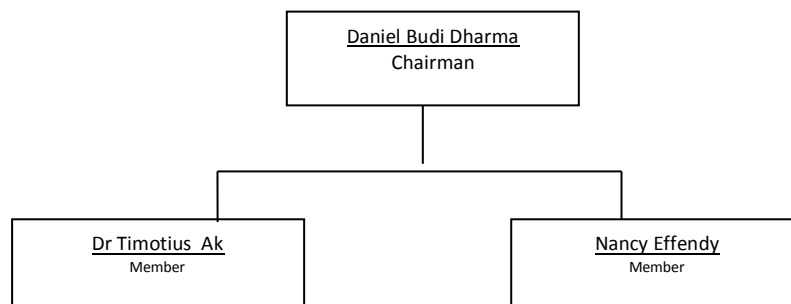 Daniel Budi Dharma
Chairman
Dr Timotius Ak
Member
Nancy Effendy
Member